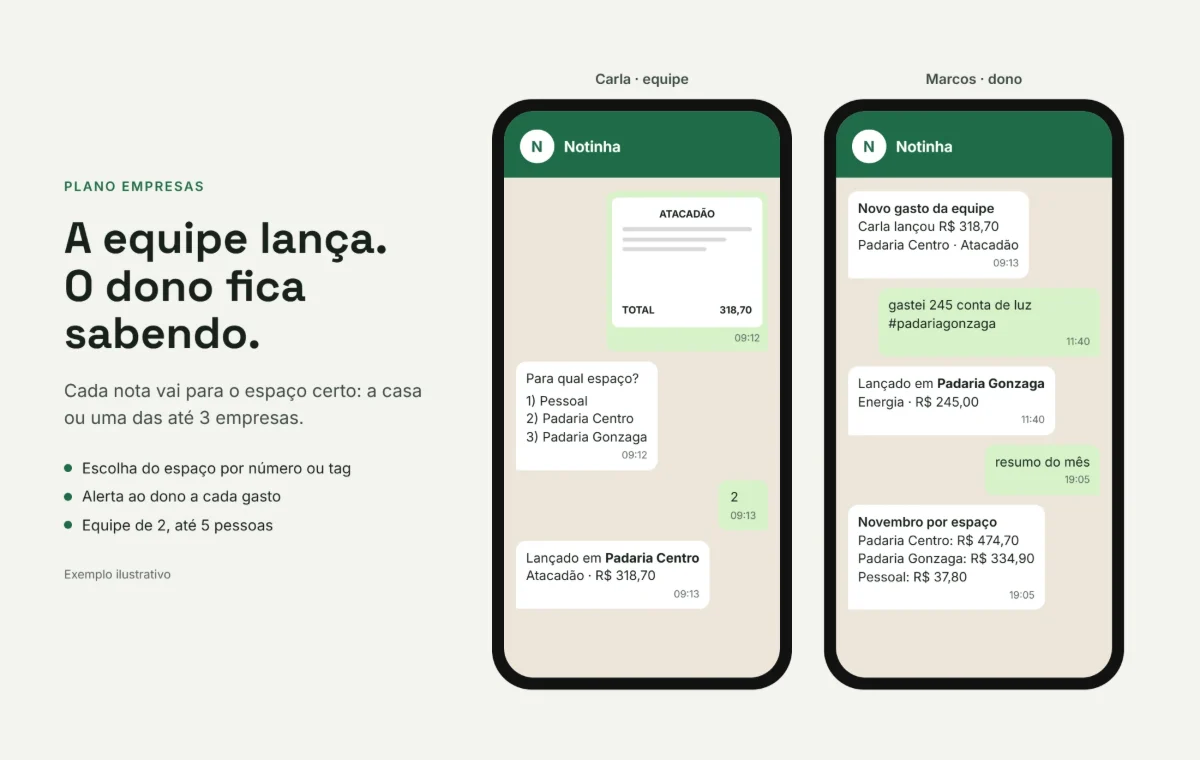 PLANO EMPRESAS
A equipe lança.
O dono fica
sabendo.
Cada nota vai para o espaço certo: a casa
ou uma das até 3 empresas.
Escolha do espaço por número ou tag
Alerta ao dono a cada gasto
Equipe de 2, até 5 pessoas
Exemplo ilustrativo
Carla · equipe
N Notinha
ATACADÃO
TOTAL 318,70
09:12
Para qual espaço?
1) Pessoal
2) Padaria Centro
3) Padaria Gonzaga
09:12
2
09:13
Lançado em Padaria Centro
Atacadão · R$ 318,70
09:13
Marcos · dono
N Notinha
Novo gasto da equipe
Carla lançou R$ 318,70
Padaria Centro · Atacadão
09:13
gastei 245 conta de luz
#padariagonzaga
11:40
Lançado em Padaria Gonzaga
Energia · R$ 245,00
11:40
resumo do mês
19:05
Novembro por espaço
Padaria Centro: R$ 474,70
Padaria Gonzaga: R$ 334,90
Pessoal: R$ 37,80
19:05